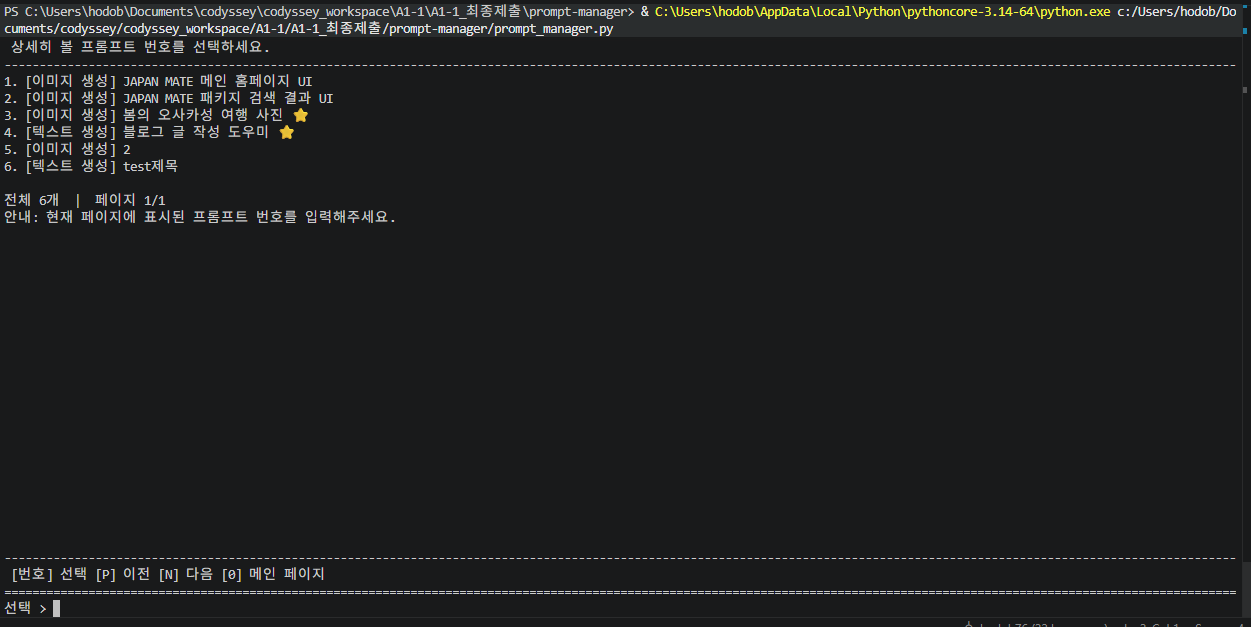 PS C:\Users\hodob\Documents\codyssey\codyssey_workspace\A1-1\A1-1_최종제출\prompt-manager> & C:\Users\hodob\AppData\Local\Python\pythoncore-3.14-64\python.exe c:/Users/hodob/Do
cuments/codyssey/codyssey_workspace/A1-1/A1-1_최종제출/prompt-manager/prompt_manager.py
상세히 볼 프롬프트 번호를 선택하세요.
1. [이미지 생성] JAPAN MATE 메인 홈페이지 UI
2. [이미지 생성] JAPAN MATE 패키지 검색 결과 UI
3. [이미지 생성] 봄의 오사카성 여행 사진 ⭐
4. [텍스트 생성] 블로그 글 작성 도우미 ⭐
5. [이미지 생성] 2
6. [텍스트 생성] test제목
전체 6개 | 페이지 1/1
안내: 현재 페이지에 표시된 프롬프트 번호를 입력해주세요.
[번호] 선택 [P] 이전 [N] 다음 [0] 메인 페이지
선택 >